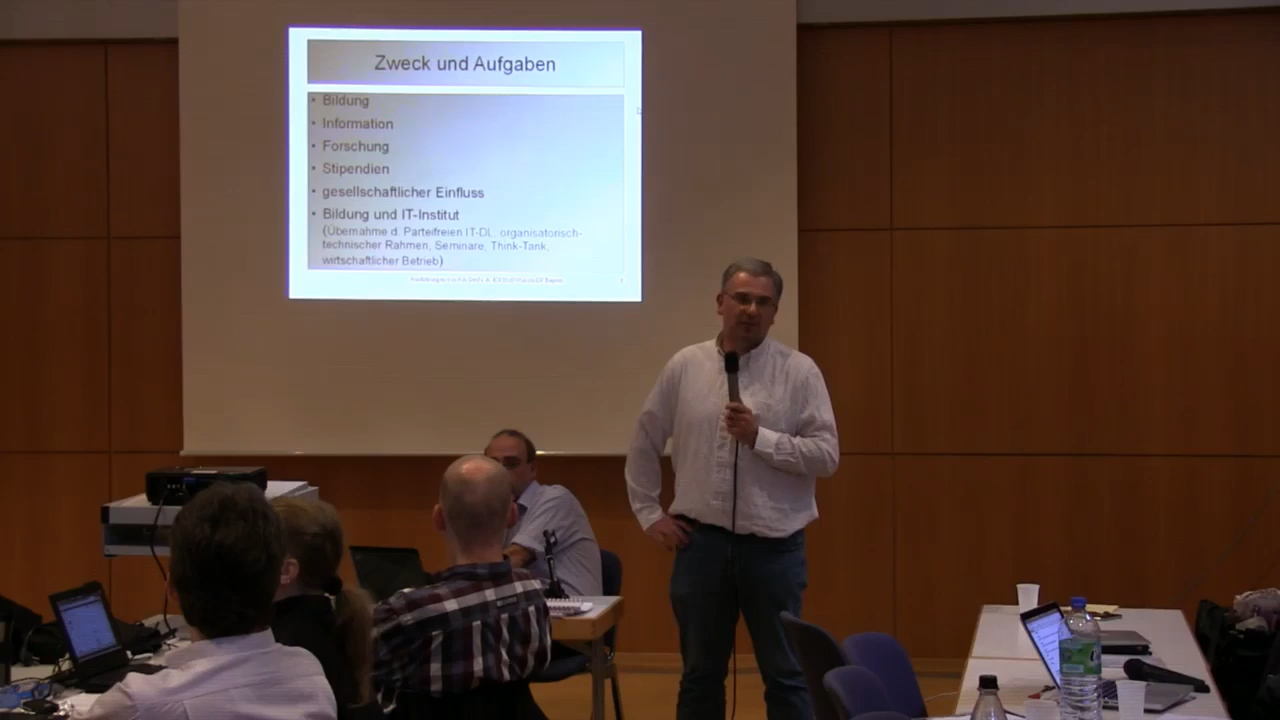 Zweck und Aufgaben
• Bildung
• Information
• Forschung
• Stipendien
• gesellschaftlicher Einfluss
• Bildung und IT-Institut
(Übernahme d. Parteifreien IT-DL, organisatorisch-
technischer Rahmen, Seminare, Think-Tank,
wirtschaftlicher Betrieb)